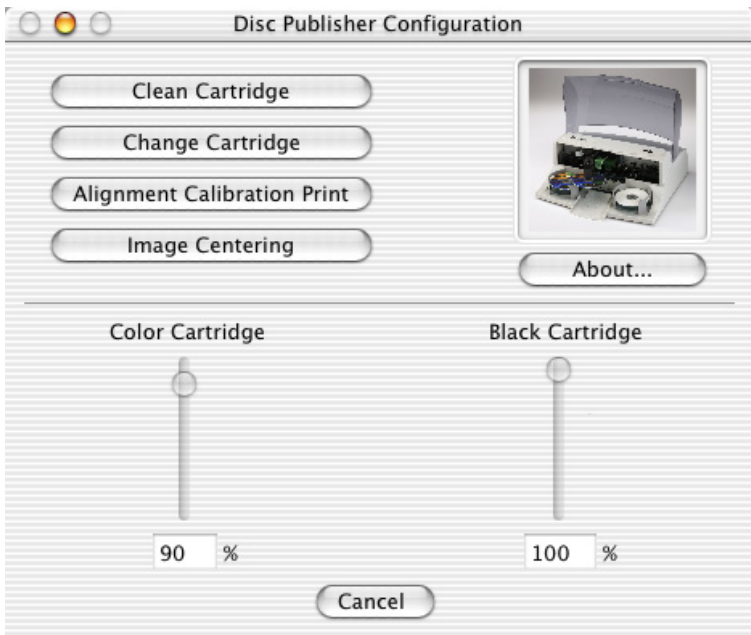 Disc Publisher Configuration
Clean Cartridge
Change Cartridge
Alignment Calibration Print
Image Centering
About...
Color Cartridge
Black Cartridge
90 %
100 %
Cancel